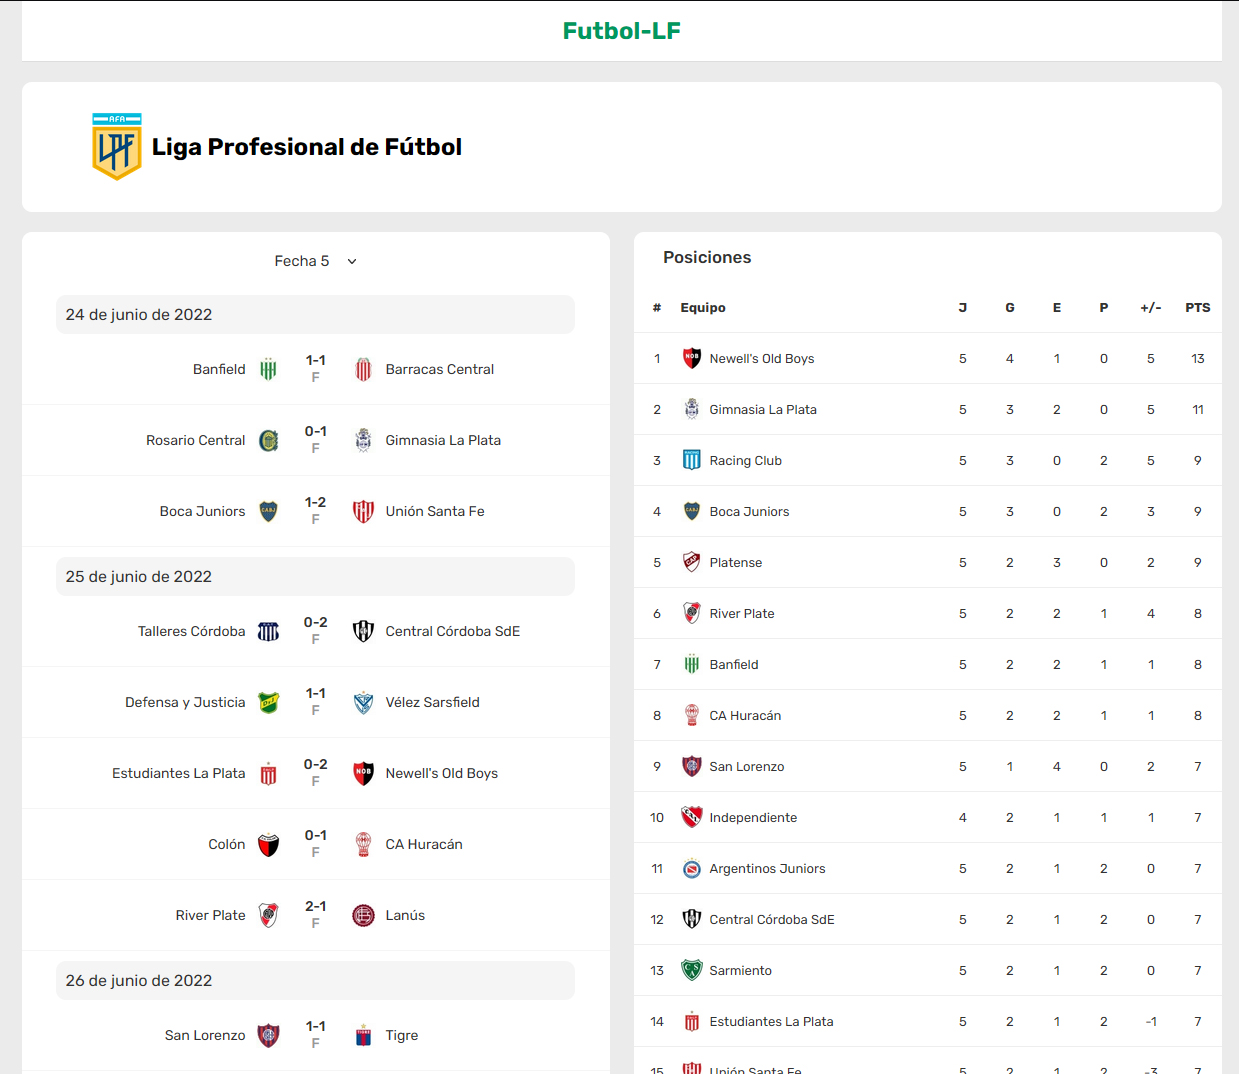 Futbol-LF
AFA
LPF
Liga Profesional de Fútbol
Fecha 5
24 de junio de 2022
Banfield 1-1 Barracas Central
F
Rosario Central 0-1 Gimnasia La Plata
F
Boca Juniors 1-2 Unión Santa Fe
F
25 de junio de 2022
Talleres Córdoba 0-2 Central Córdoba SdE
F
Defensa y Justicia 1-1 Vélez Sarsfield
F
Estudiantes La Plata 0-2 Newell's Old Boys
F
Colón 0-1 CA Huracán
F
River Plate 2-1 Lanús
F
26 de junio de 2022
San Lorenzo 1-1 Tigre
F
Posiciones
# Equipo J G E P +/- PTS
1 Newell's Old Boys 5 4 1 0 5 13
2 Gimnasia La Plata 5 3 2 0 5 11
3 Racing Club 5 3 0 2 5 9
4 Boca Juniors 5 3 0 2 3 9
5 Platense 5 2 3 0 2 9
6 River Plate 5 2 2 1 4 8
7 Banfield 5 2 2 1 1 8
8 CA Huracán 5 2 2 1 1 8
9 San Lorenzo 5 1 4 0 2 7
10 Independiente 4 2 1 1 1 7
11 Argentinos Juniors 5 2 1 2 0 7
12 Central Córdoba SdE 5 2 1 2 0 7
13 Sarmiento 5 2 1 2 0 7
14 Estudiantes La Plata 5 2 1 2 -1 7
15 Unión Santa Fe 5 2 1 2 -3 7